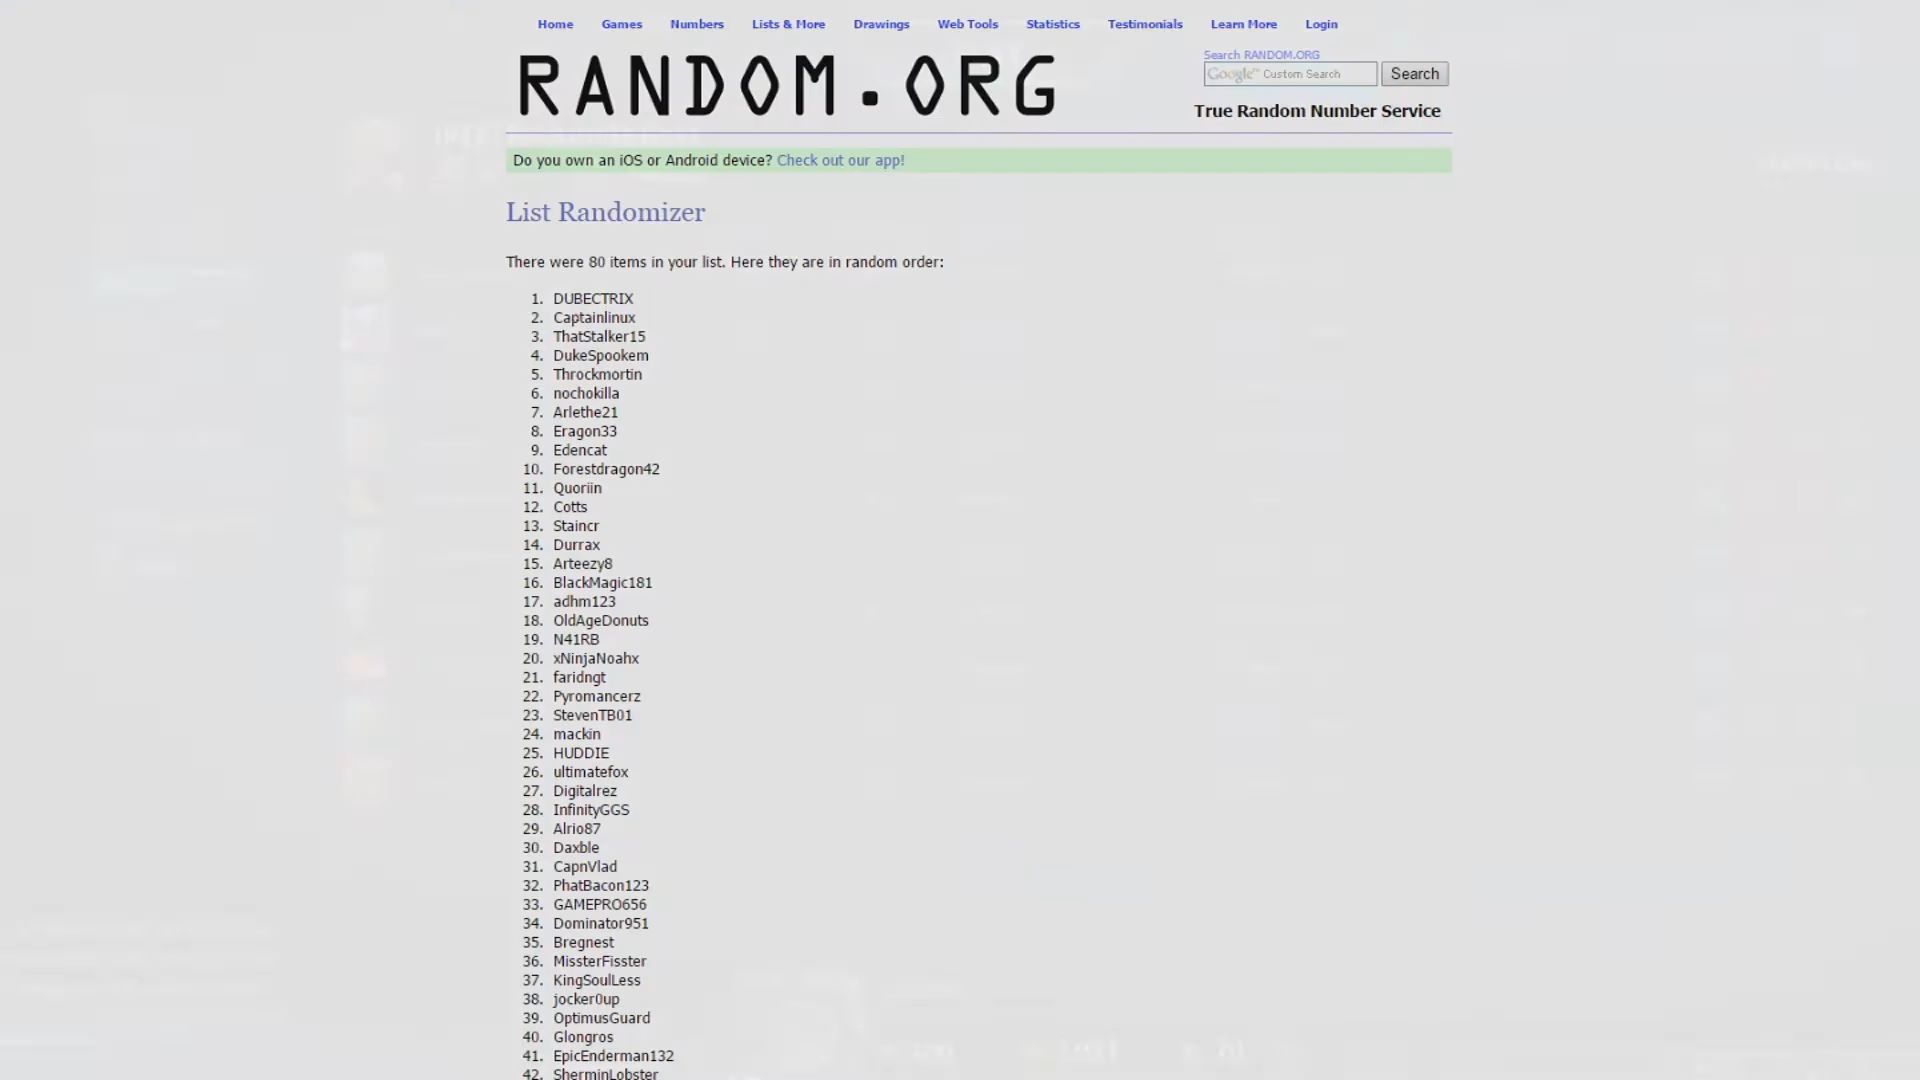 Home Games Numbers Lists & More Drawings Web Tools Statistics Testimonials Learn More Login
RANDOM.ORG
Search RANDOM.ORG
Google™ Custom Search Search
True Random Number Service
Do you own an iOS or Android device? Check out our app!
List Randomizer
There were 80 items in your list. Here they are in random order:
1. DUBECTRIX
2. Captainlinux
3. ThatStalker15
4. DukeSpookem
5. Throckmortin
6. nochokilla
7. Arlethe21
8. Eragon33
9. Edencat
10. Forestdragon42
11. Quoriin
12. Cotts
13. Staincr
14. Durrax
15. Arteezy8
16. BlackMagic181
17. adhm123
18. OldAgeDonuts
19. N41RB
20. xNinjaNoahx
21. faridngt
22. Pyromancerz
23. StevenTB01
24. mackin
25. HUDDIE
26. ultimatefox
27. Digitalrez
28. InfinityGGS
29. Alrio87
30. Daxble
31. CapnVlad
32. PhatBacon123
33. GAMEPRO656
34. Dominator951
35. Bregnest
36. MissterFisster
37. KingSoulLess
38. jocker0up
39. OptimusGuard
40. Glongros
41. EpicEnderman132
42. SherminLobster